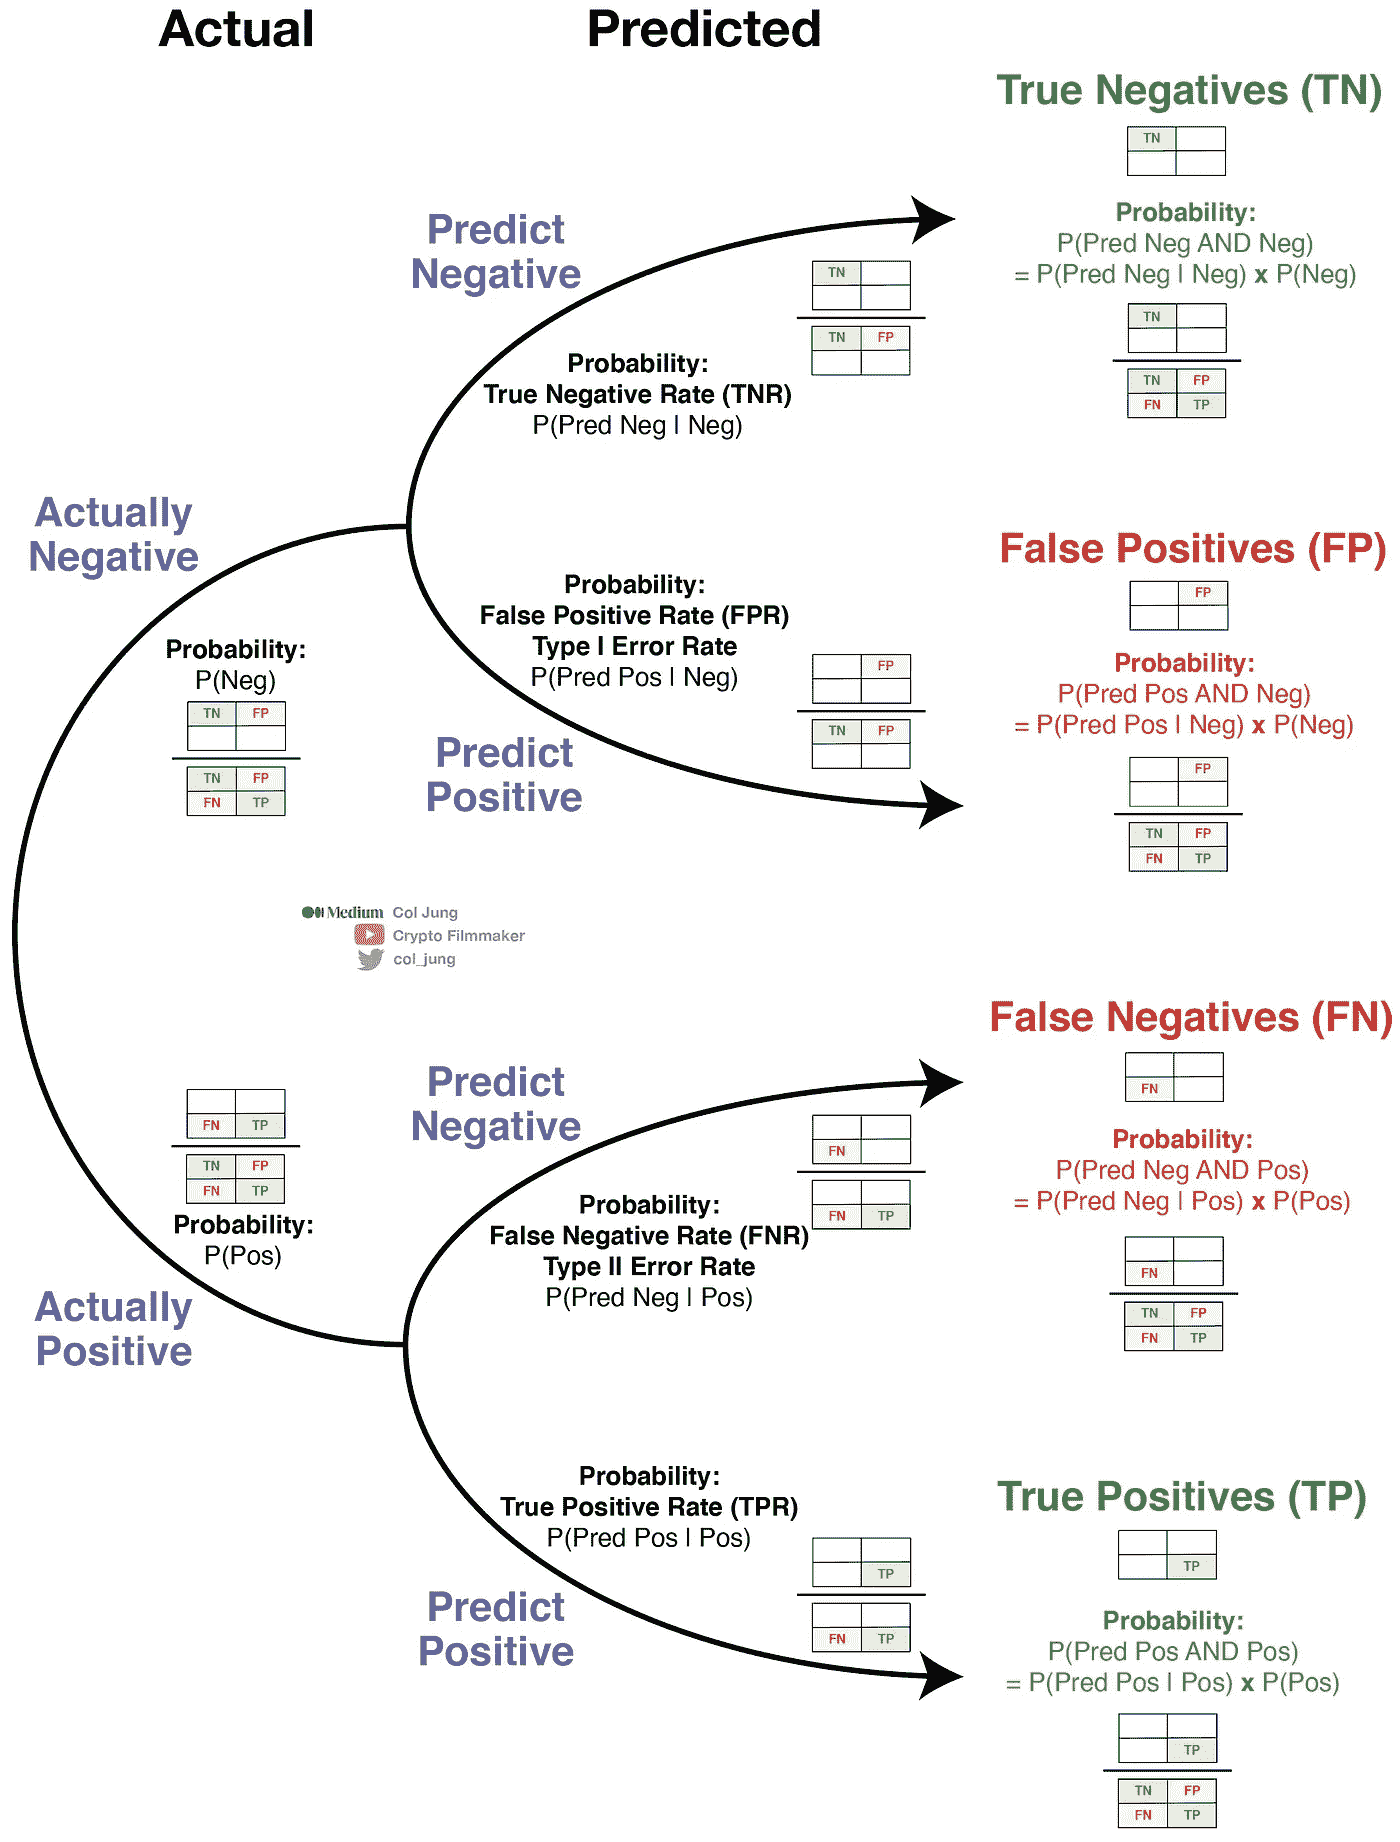 Actual
Predicted
True Negatives (TN)
TN
Probability:
P(Pred Neg AND Neg)
= P(Pred Neg | Neg) x P(Neg)
TN
TN FP
FN TP
Predict
Negative
TN
TN FP
Probability:
True Negative Rate (TNR)
P(Pred Neg | Neg)
Actually
Negative
Probability:
P(Neg)
TN FP
TN FP
FN TP
Probability:
False Positive Rate (FPR)
Type I Error Rate
P(Pred Pos | Neg)
FP
TN FP
Predict
Positive
False Positives (FP)
FP
Probability:
P(Pred Pos AND Neg)
= P(Pred Pos | Neg) x P(Neg)
FP
TN FP
FN TP
Medium Col Jung
Crypto Filmmaker
col_jung
False Negatives (FN)
FN
Probability:
P(Pred Neg AND Pos)
= P(Pred Neg | Pos) x P(Pos)
FN
TN FP
FN TP
Predict
Negative
FN
FN TP
Probability:
False Negative Rate (FNR)
Type II Error Rate
P(Pred Neg | Pos)
FN TP
TN FP
FN TP
Probability:
P(Pos)
Actually
Positive
Probability:
True Positive Rate (TPR)
P(Pred Pos | Pos)
TP
FN TP
Predict
Positive
True Positives (TP)
TP
Probability:
P(Pred Pos AND Pos)
= P(Pred Pos | Pos) x P(Pos)
TP
TN FP
FN TP